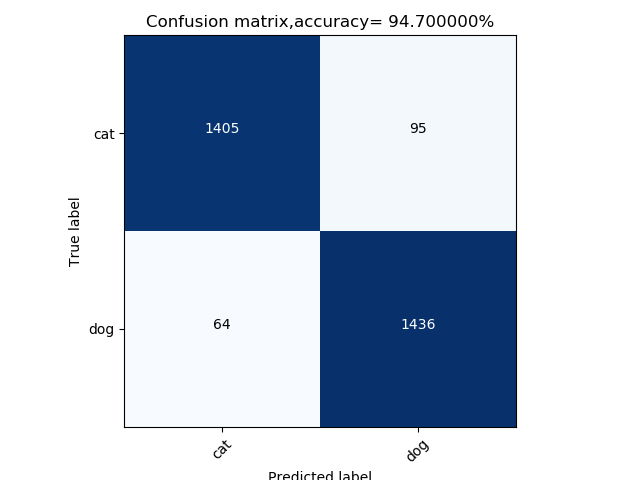 Confusion matrix,accuracy= 94.700000%
True label
cat
1405
95
dog
64
1436
cat
dog
Predicted label